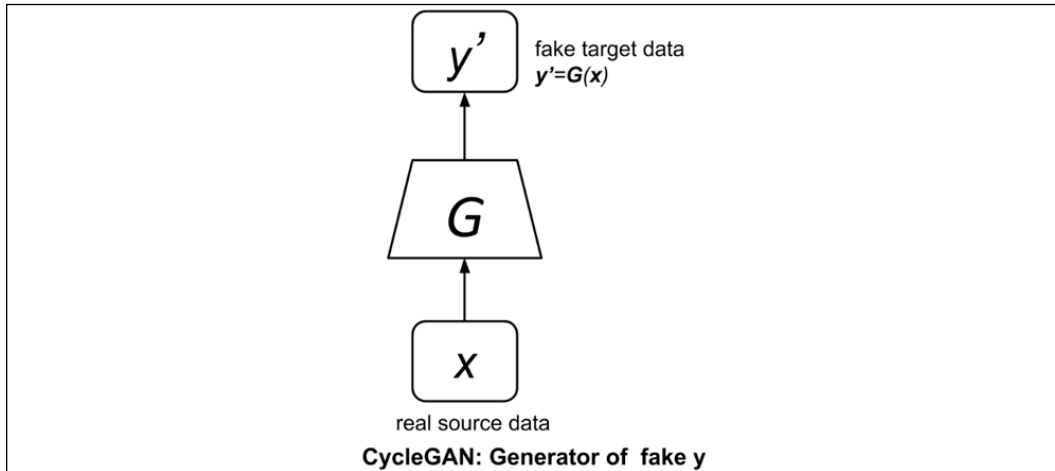 y’
fake target data
y’=G(x)
G
x
real source data
CycleGAN: Generator of fake y